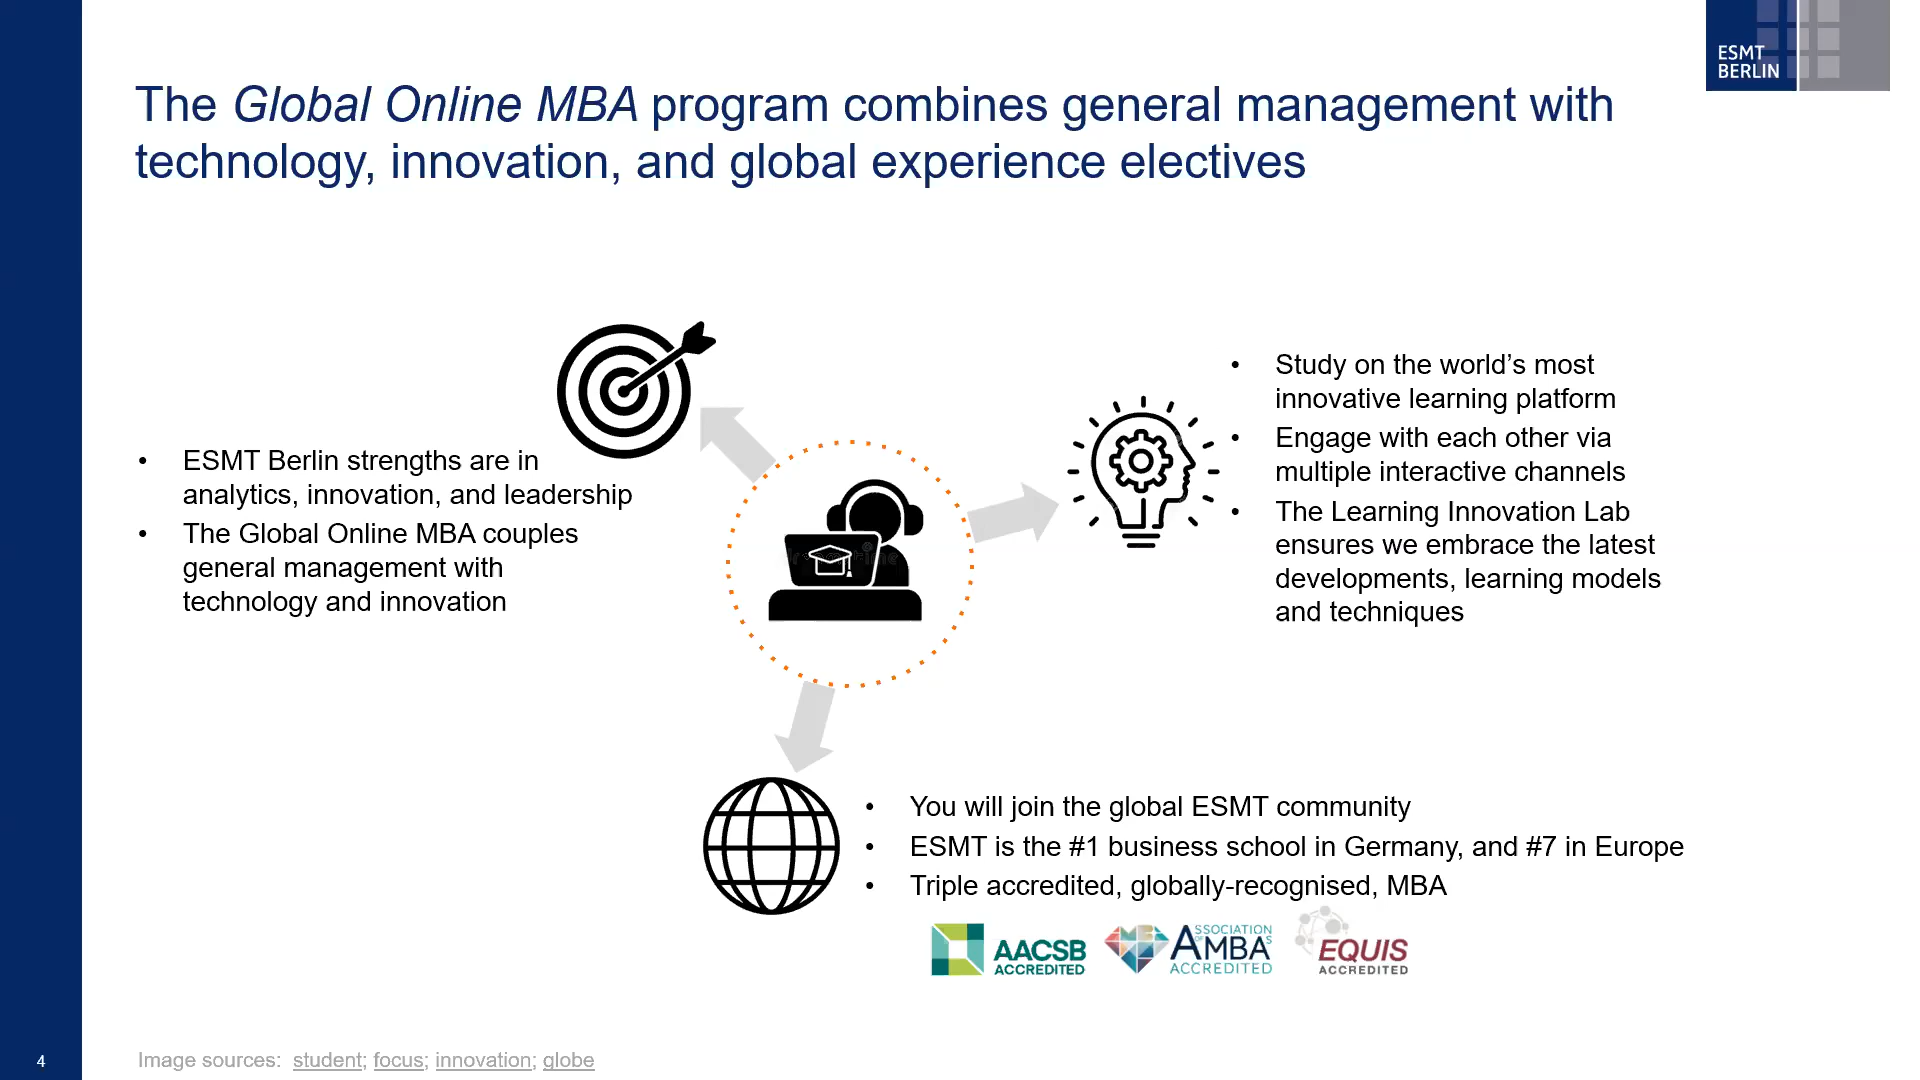 ESMT
BERLIN
The Global Online MBA program combines general management with
technology, innovation, and global experience electives
• ESMT Berlin strengths are in
analytics, innovation, and leadership
• The Global Online MBA couples
general management with
technology and innovation
• Study on the world’s most
innovative learning platform
• Engage with each other via
multiple interactive channels
• The Learning Innovation Lab
ensures we embrace the latest
developments, learning models
and techniques
• You will join the global ESMT community
• ESMT is the #1 business school in Germany, and #7 in Europe
• Triple accredited, globally-recognised, MBA
AACSB
ACCREDITED
ASSOCIATION
OF MBAS
ACCREDITED
EQUIS
ACCREDITED
4
Image sources: student; focus; innovation; globe